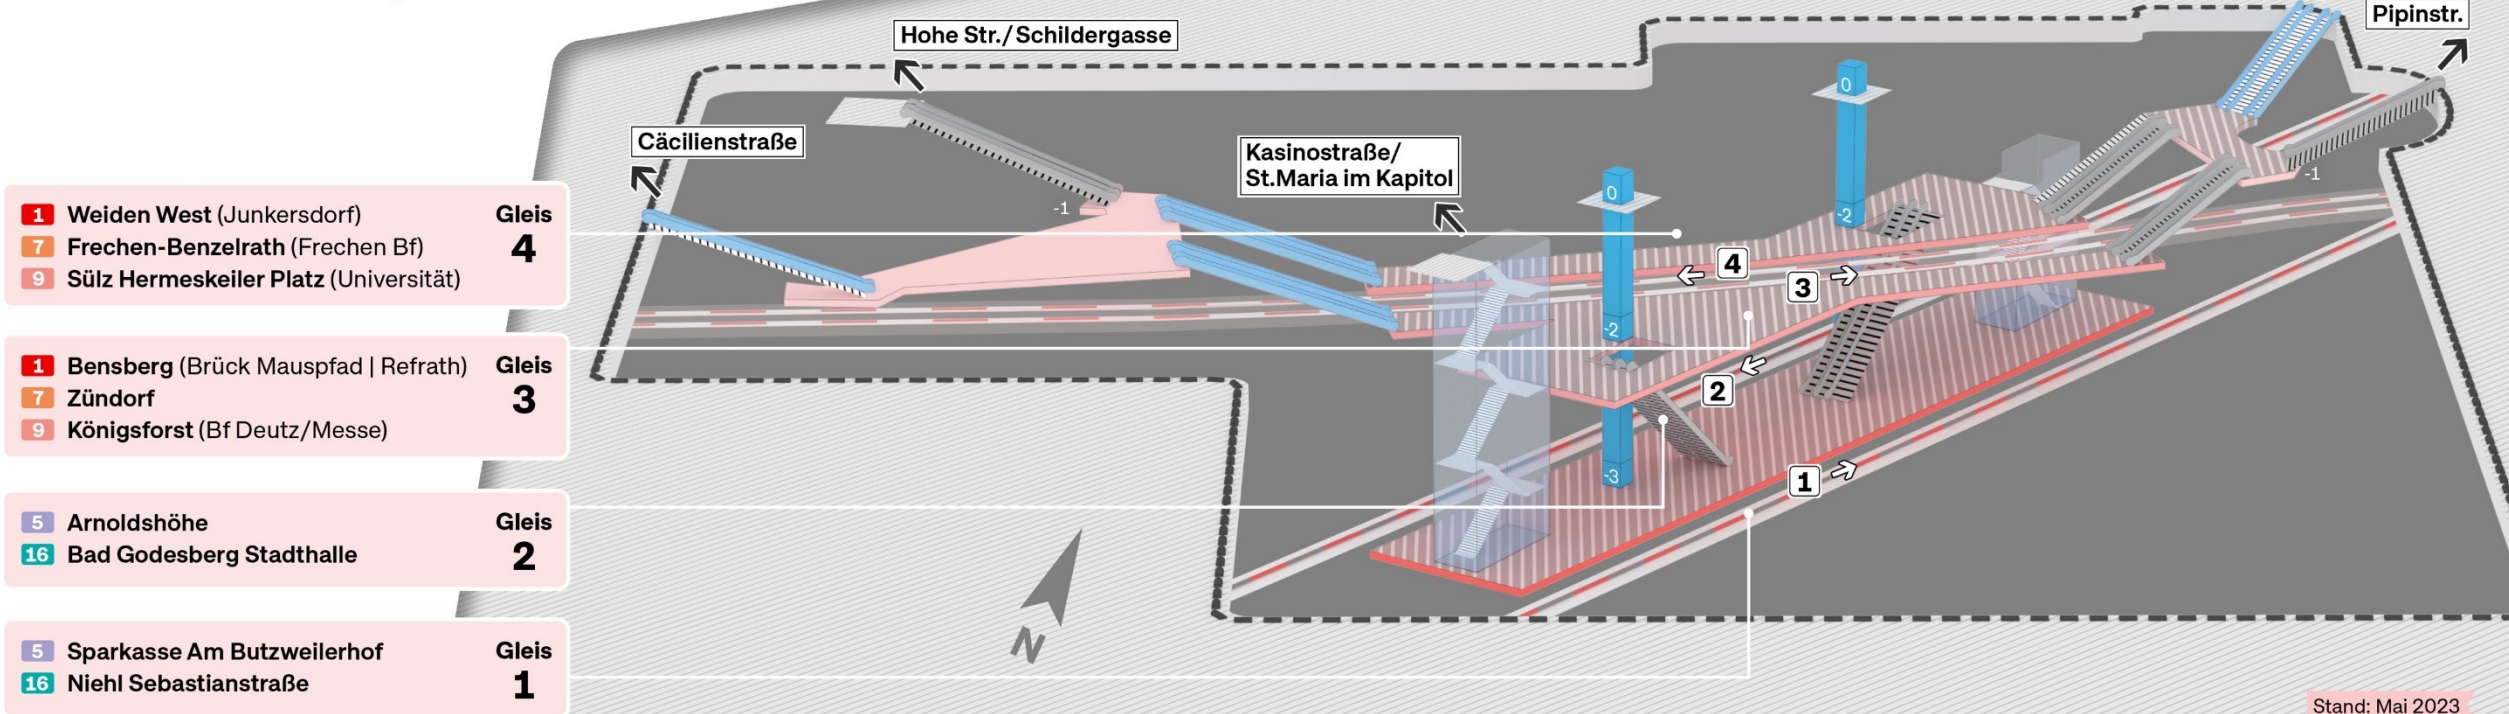 Pipinstr.
Hohe Str./Schildergasse
Cäcilienstraße
Kasinostraße/
St.Maria im Kapitol
0
-2
0
-2
-3
-1
-1
1 Weiden West (Junkersdorf) Gleis
7 Frechen-Benzelrath (Frechen Bf) 4
9 Sülz Hermeskeiler Platz (Universität)
1 Bensberg (Brück Mauspfad | Refrath) Gleis
7 Zündorf 3
9 Königsforst (Bf Deutz/Messe)
5 Arnoldshöhe Gleis
16 Bad Godesberg Stadthalle 2
5 Sparkasse Am Butzweilerhof Gleis
16 Niehl Sebastianstraße 1
4
3
2
1
N
Stand: Mai 2023